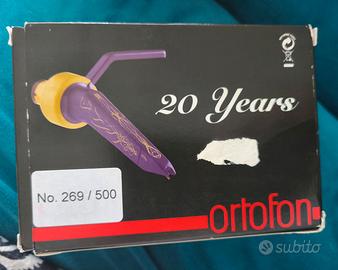 20 Years
No. 269 / 500
ortofon
subito